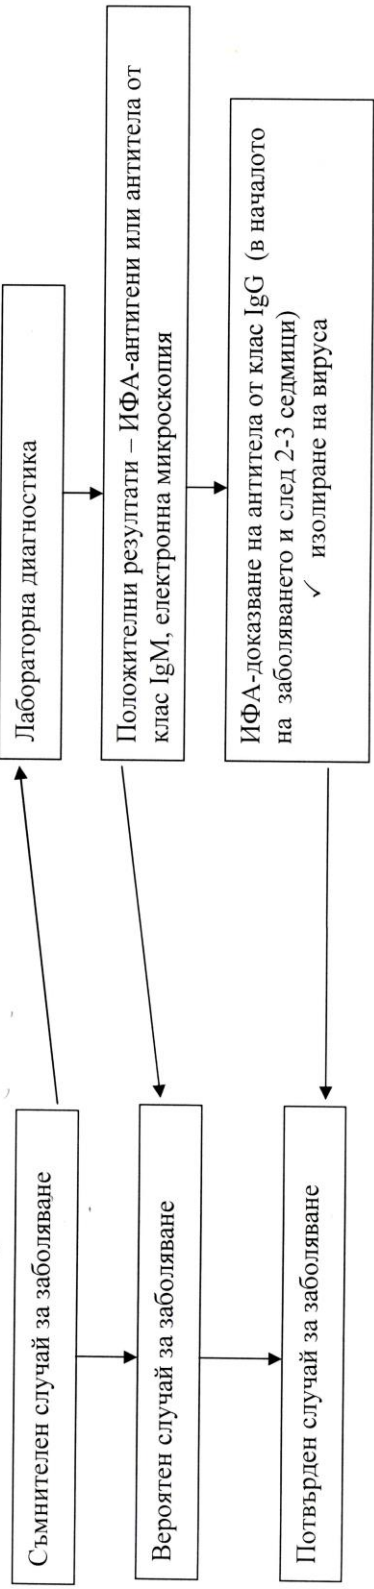 Съмнителен случай за заболяване
Лабораторна диагностика
Вероятен случай за заболяване
Положителни резултати – ИФА-антигени или антитела от
клас IgM, електронна микроскопия
Потвърден случай за заболяване
ИФА-доказване на антитела от клас IgG (в началото
на заболяването и след 2-3 седмици)
✓ изолиране на вируса